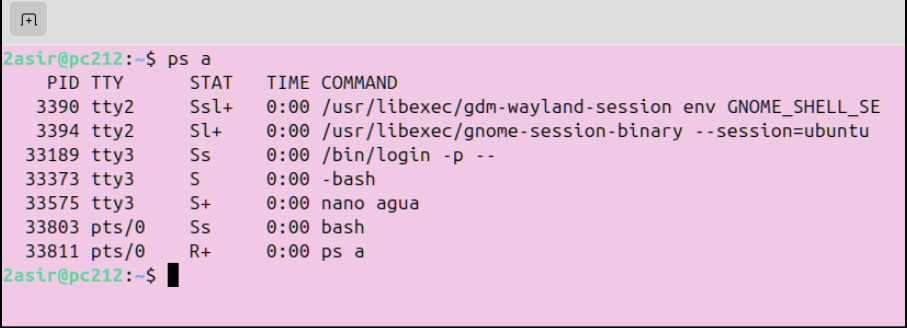 2asir@pc212:~$ ps a
    PID TTY      STAT   TIME COMMAND
   3390 tty2     Ssl+   0:00 /usr/libexec/gdm-wayland-session env GNOME_SHELL_SE
   3394 tty2     Sl+    0:00 /usr/libexec/gnome-session-binary --session=ubuntu
  33189 tty3     Ss     0:00 /bin/login -p --
  33373 tty3     S      0:00 -bash
  33575 tty3     S+     0:00 nano agua
  33803 pts/0    Ss     0:00 bash
  33811 pts/0    R+     0:00 ps a
2asir@pc212:~$